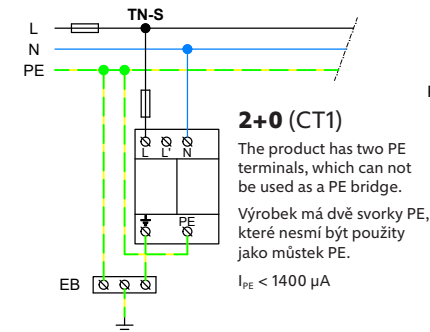 TN-S
L
N
PE
L L' N
PE
EB
2+0 (CT1)
The product has two PE
terminals, which can not
be used as a PE bridge.
Výrobek má dvě svorky PE,
které nesmí být použity
jako můstek PE.
I_PE < 1400 µA